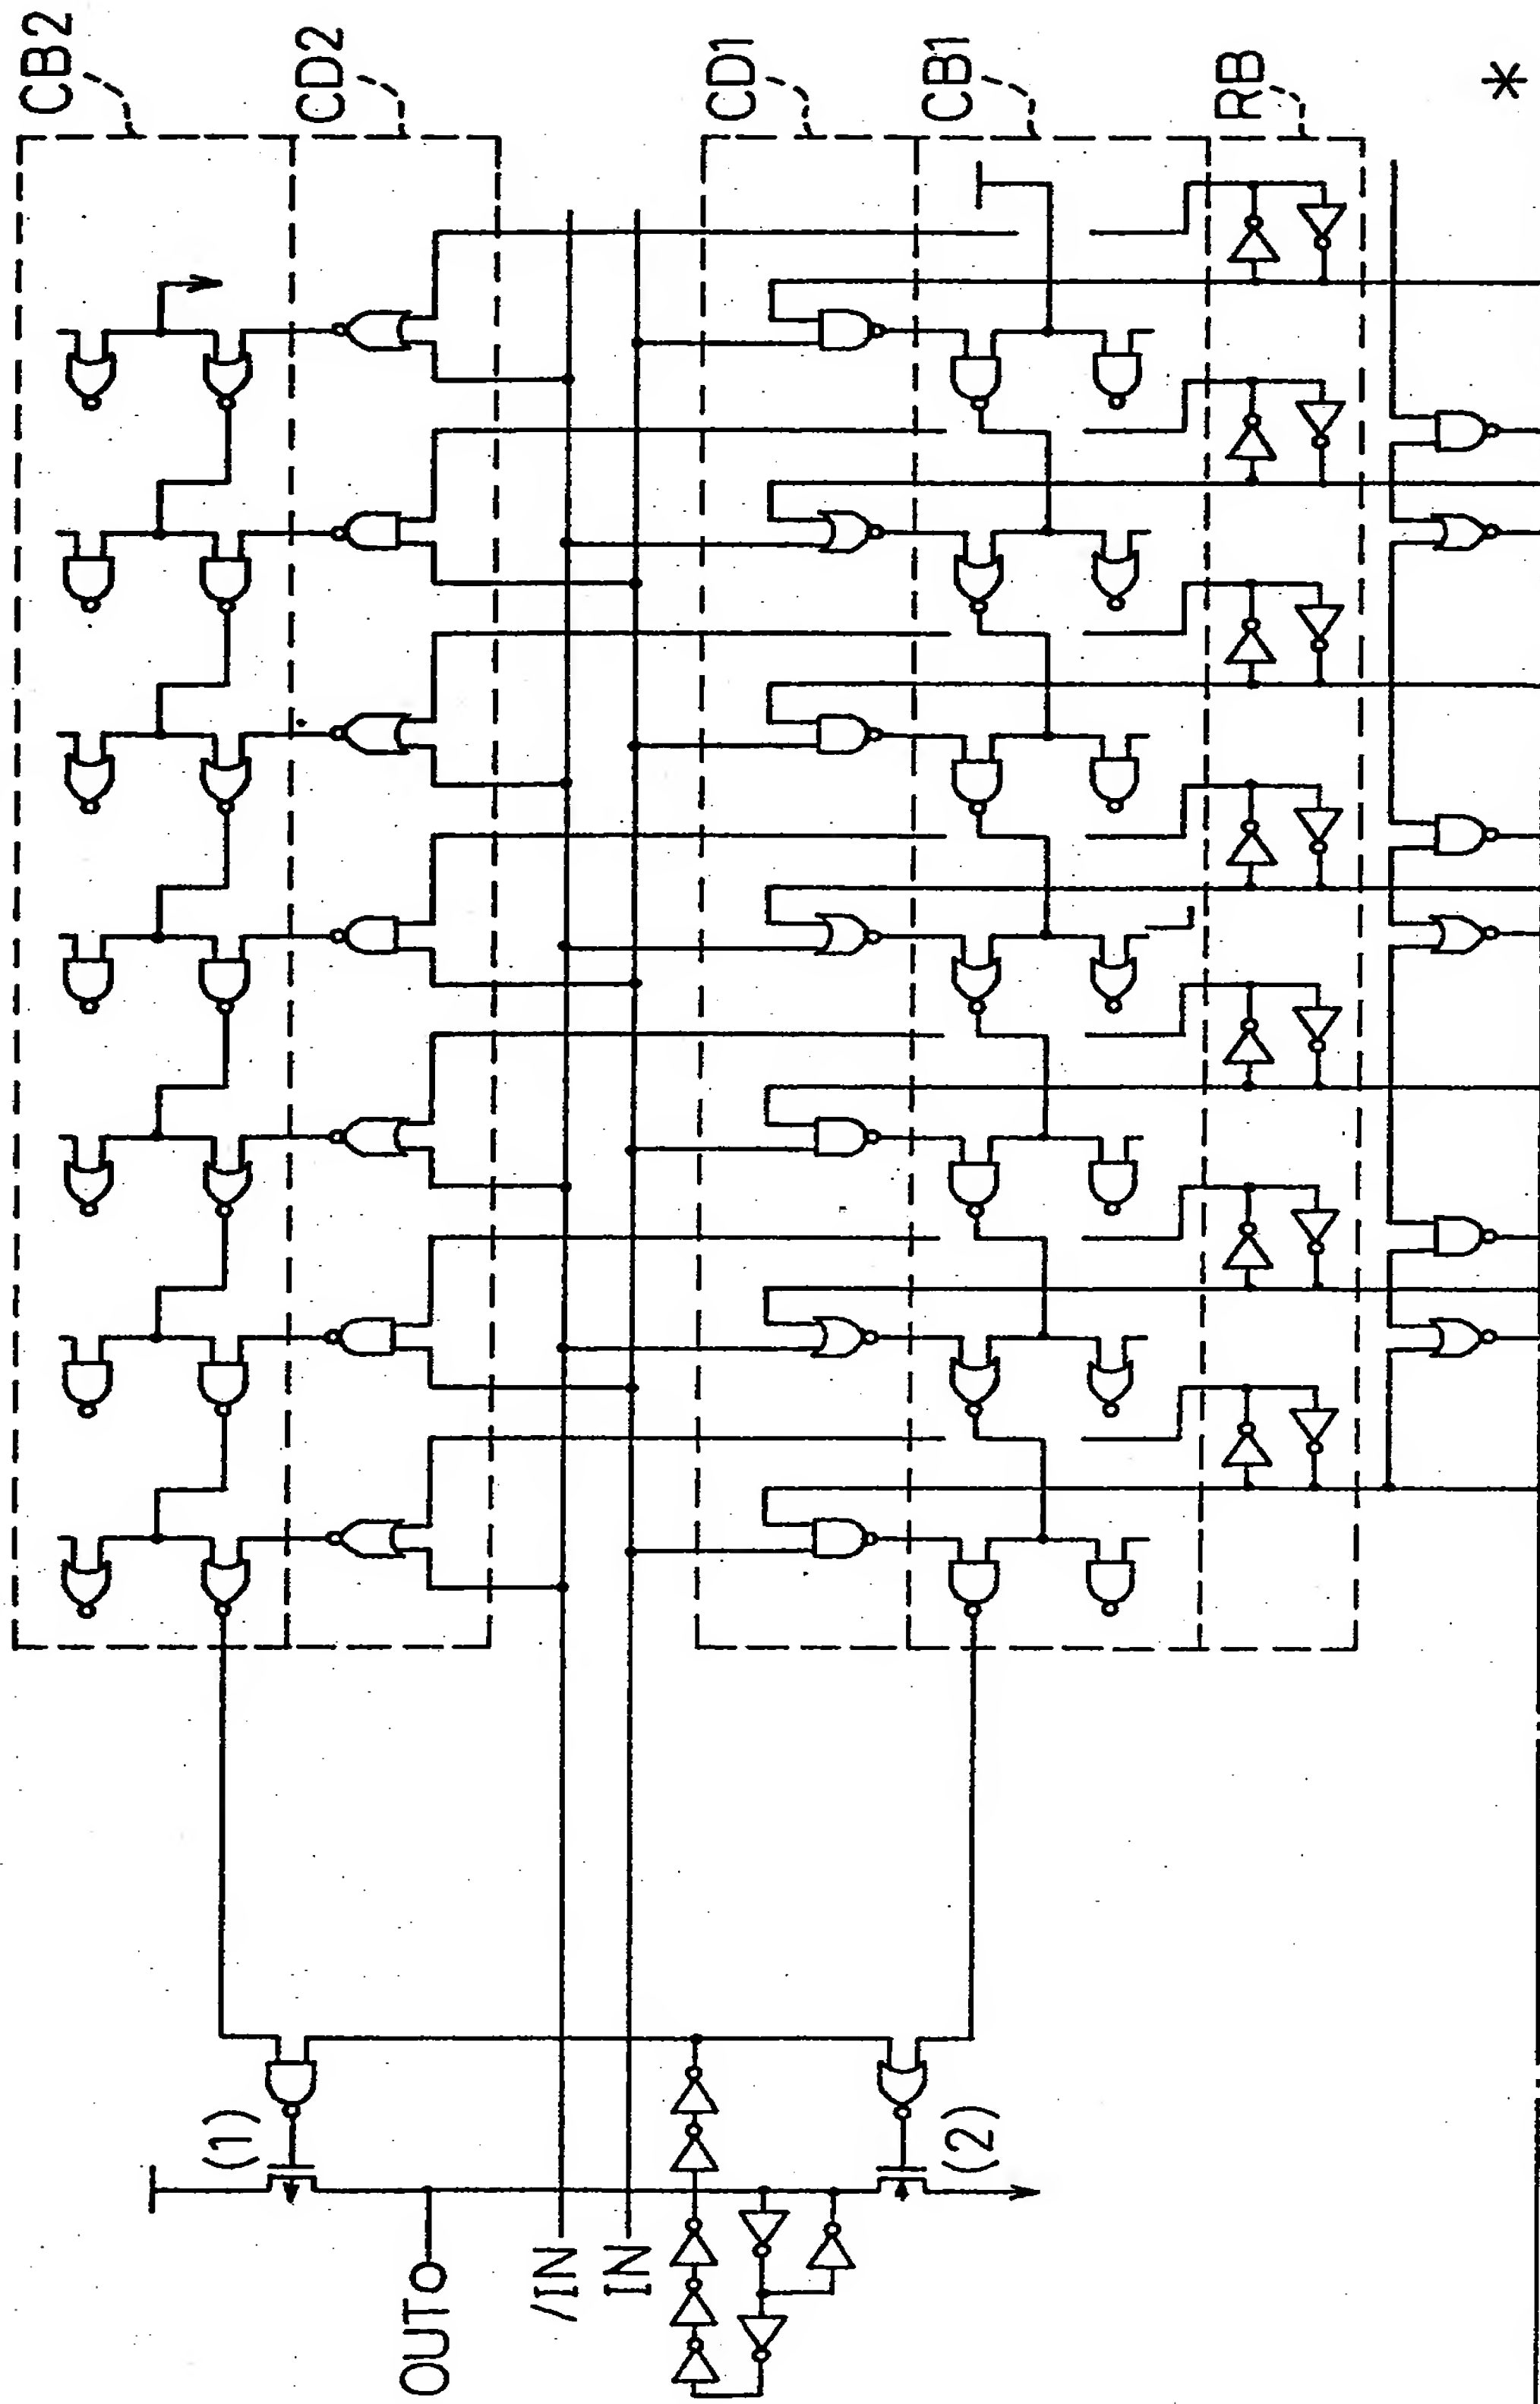 CB2
CD2
CD1
CB1
RB
*
(1)
(2)
OUT
/IN
IN